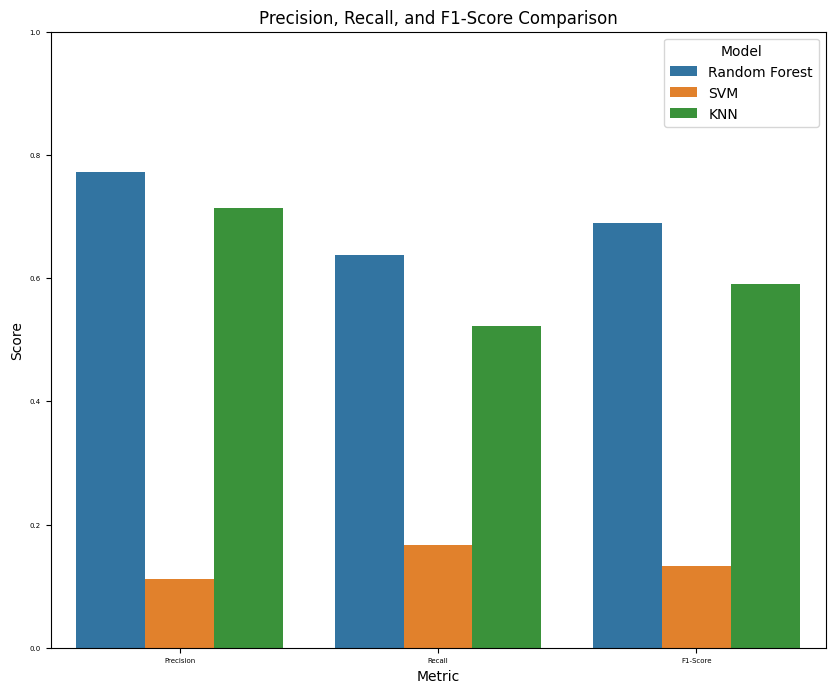 Precision, Recall, and F1-Score Comparison
Model
Random Forest
SVM
KNN
Score
1.0
0.8
0.6
0.4
0.2
0.0
Precision
Recall
F1-Score
Metric